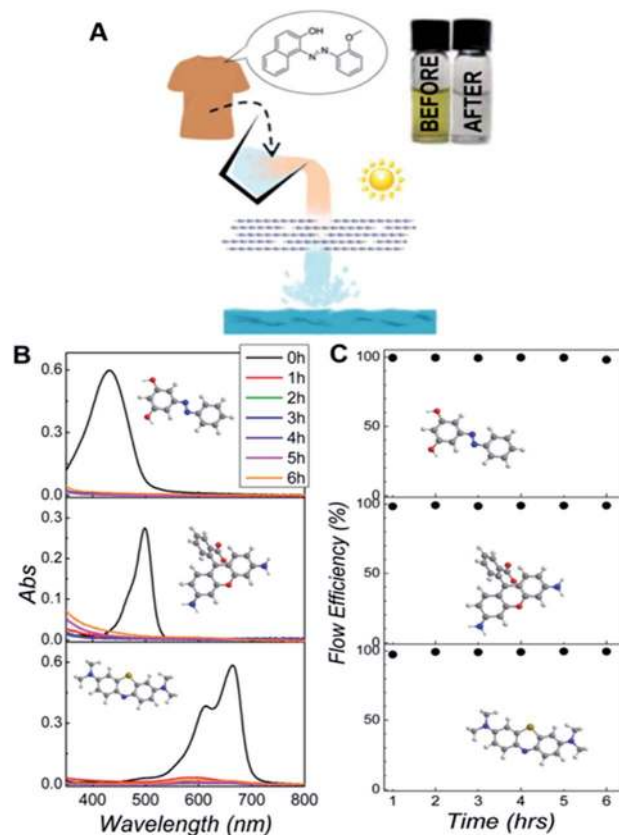 A
OH
N
N
O
BEFORE
AFTER
B
C
0.6
0.3
0.0
0h
1h
2h
3h
4h
5h
6h
0.3
0.2
0.1
0.0
0.6
0.3
0.0
Abs
400 500 600 700 800
Wavelength (nm)
100
50
0
100
50
0
100
50
Flow Efficiency (%)
1 2 3 4 5 6
Time (hrs)